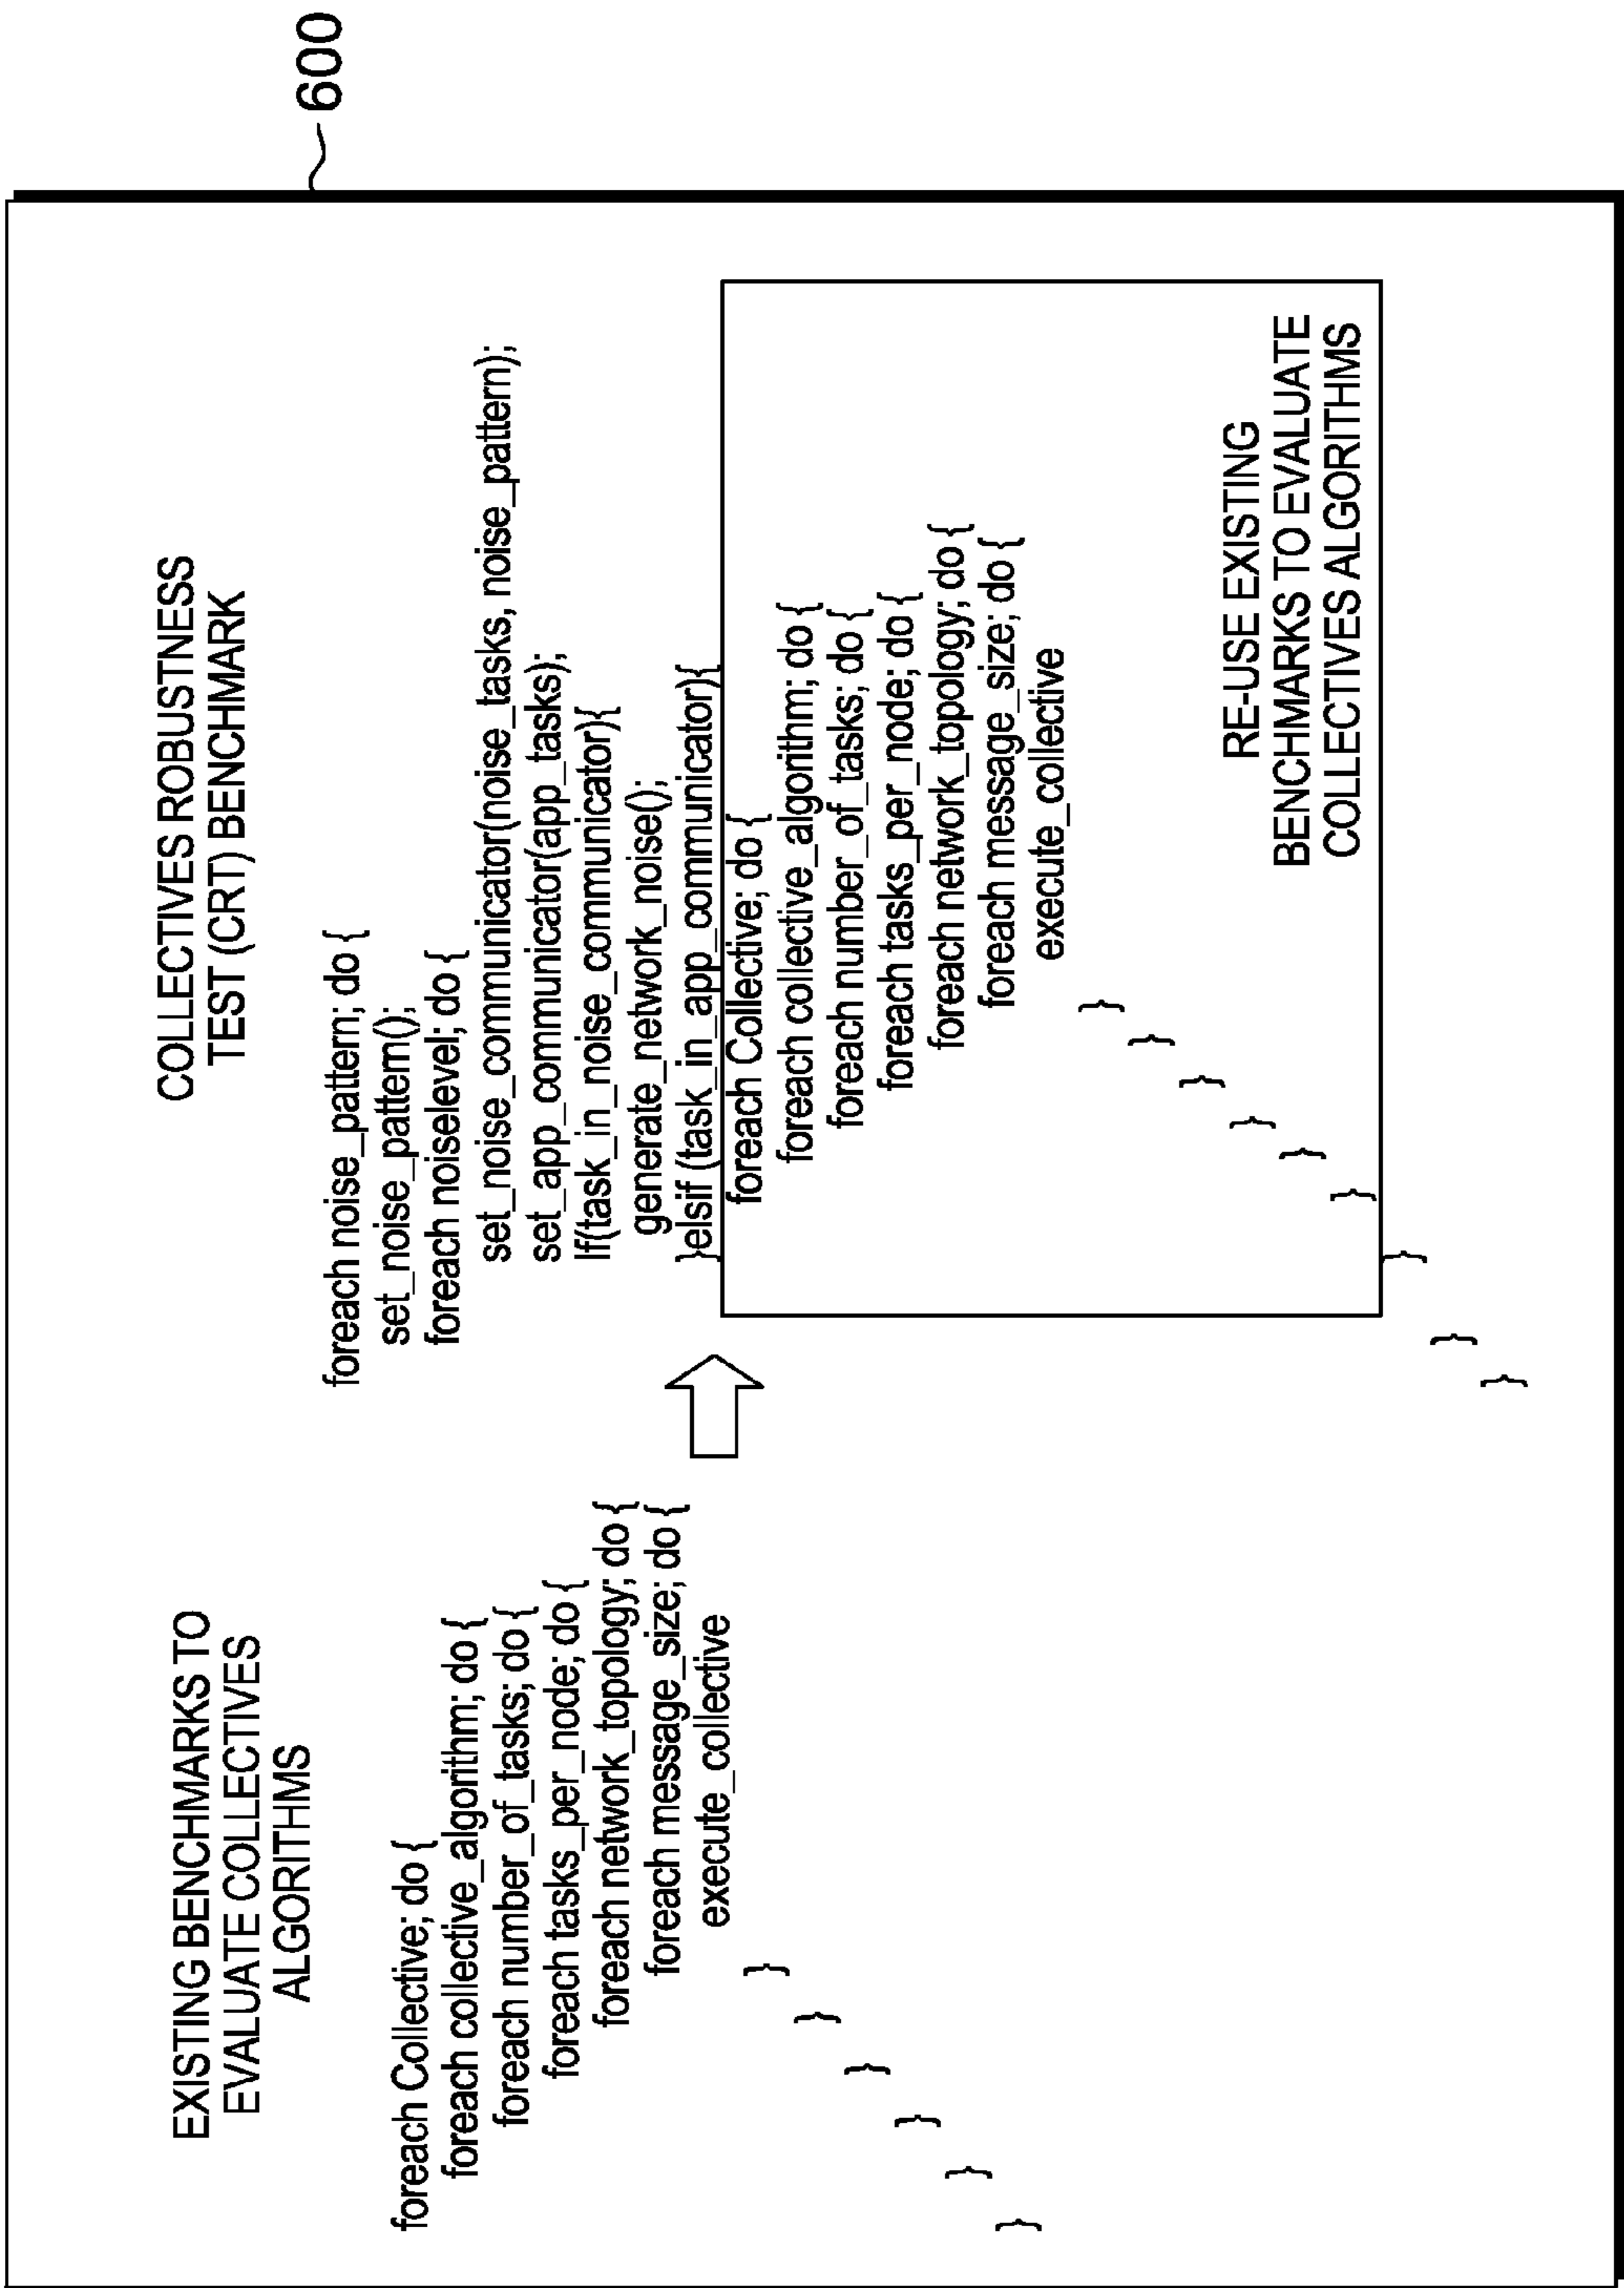 600
EXISTING BENCHMARKS TO
EVALUATE COLLECTIVES
ALGORITHMS
foreach Collective; do {
foreach collective_algorithm; do {
foreach number_of_tasks; do {
foreach tasks_per_node; do {
foreach network_topology; do {
foreach message_size; do {
execute_collective
}
}
}
}
}
}
COLLECTIVES ROBUSTNESS
TEST (CRT) BENCHMARK
foreach noise_pattern; do {
set_noise_pattern();
foreach noiselevel; do {
set_noise_communicator(noise_tasks, noise_pattern);
set_app_communicator(app_tasks);
If(task_in_noise_communicator){
generate_network_noise();
}elsif (task_in_app_communicator){
foreach Collective; do {
foreach collective_algorithm; do {
foreach number_of_tasks; do {
foreach tasks_per_node; do {
foreach network_topology; do {
foreach message_size; do {
execute_collective
}
}
}
}
}
}
RE-USE EXISTING
BENCHMARKS TO EVALUATE
COLLECTIVES ALGORITHMS
}
}
}